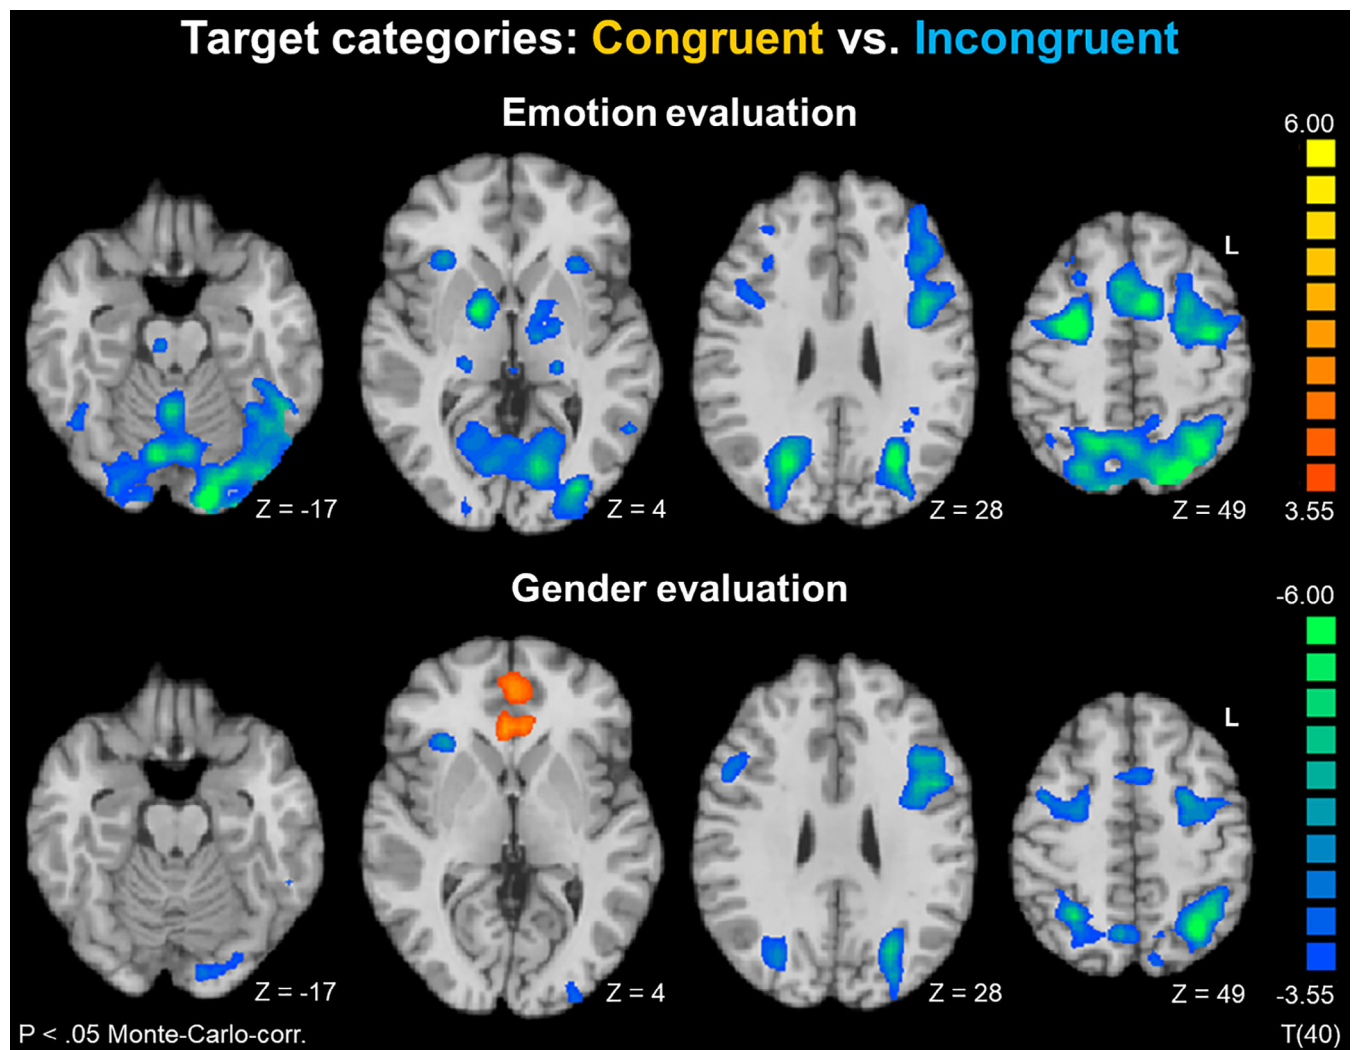 Target categories: Congruent vs. Incongruent
Emotion evaluation
6.00
L
Z = -17
Z = 4
Z = 28
Z = 49
3.55
Gender evaluation
-6.00
L
Z = -17
Z = 4
Z = 28
Z = 49
-3.55
P < .05 Monte-Carlo-corr.
T(40)